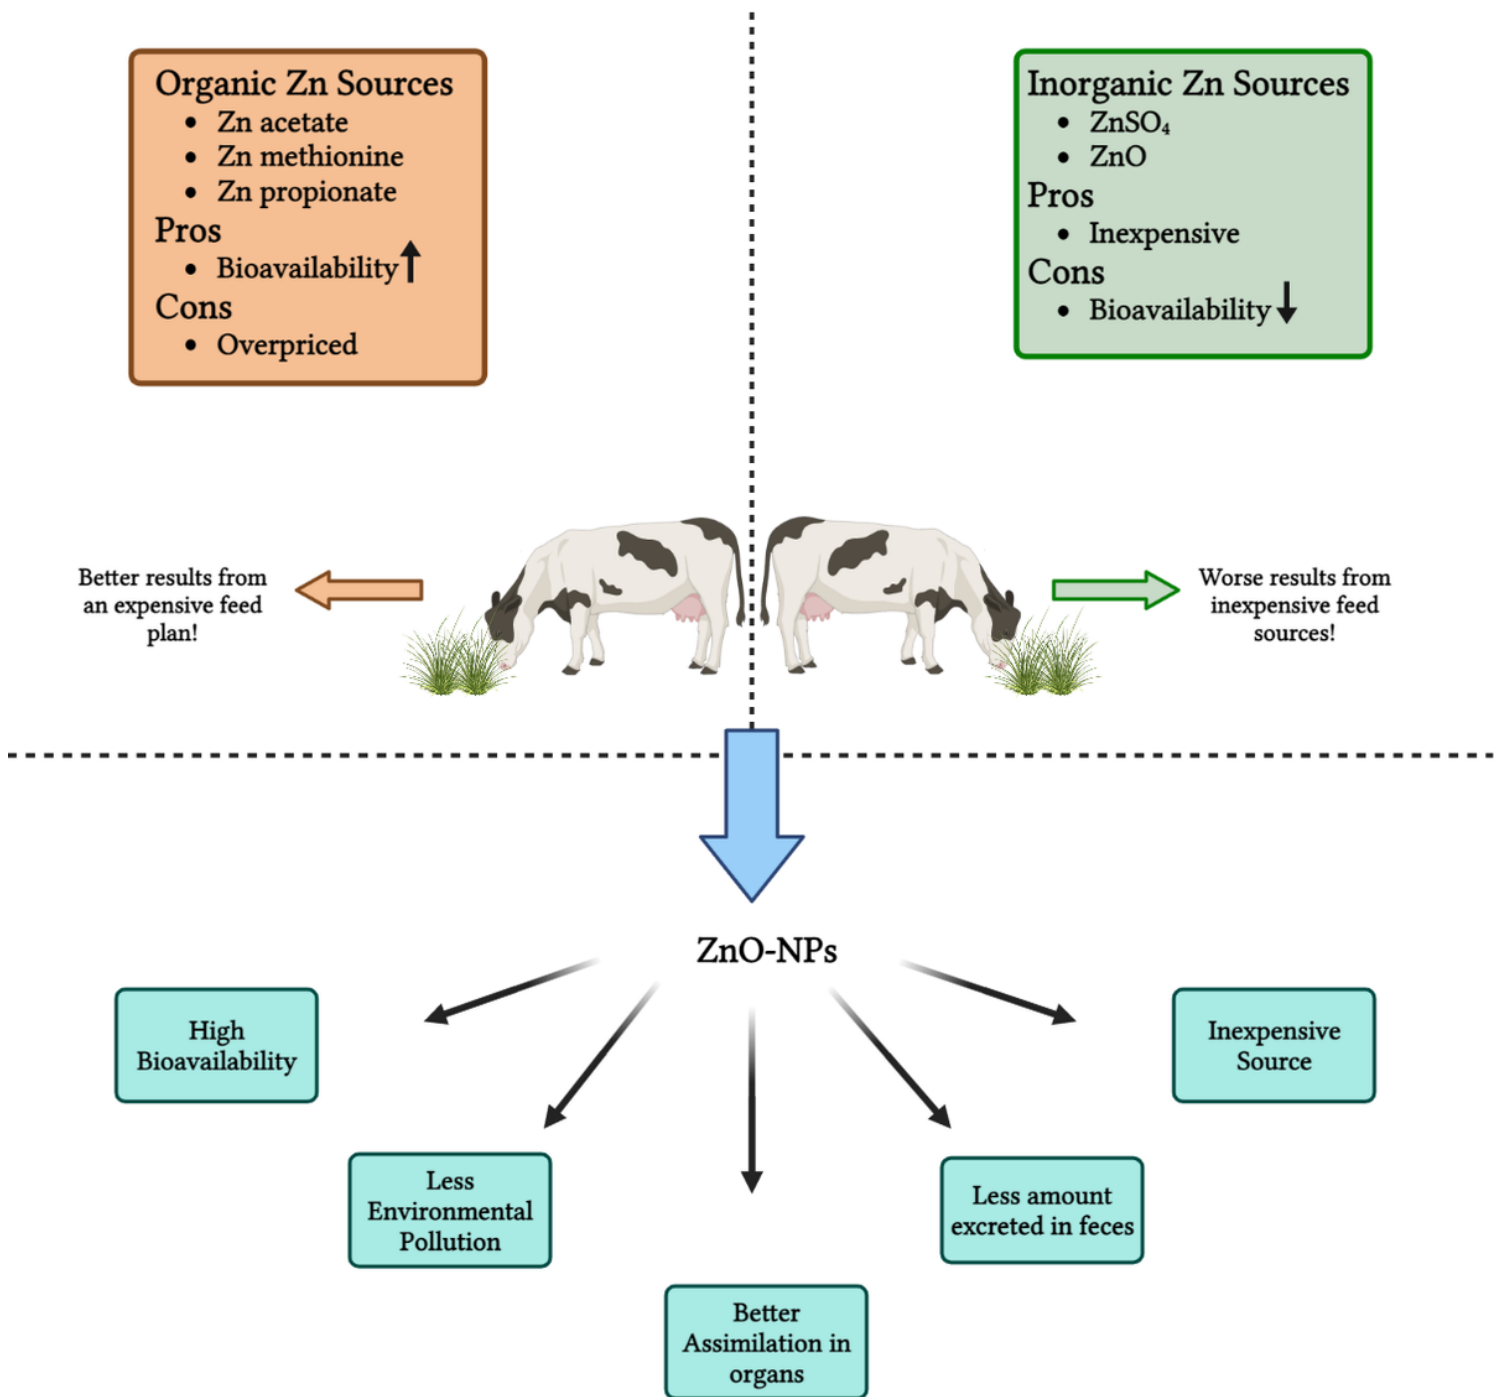 Organic Zn Sources
• Zn acetate
• Zn methionine
• Zn propionate
Pros
• Bioavailability
Cons
• Overpriced
Inorganic Zn Sources
• ZnSO₄
• ZnO
Pros
• Inexpensive
Cons
• Bioavailability
Better results from
an expensive feed
plan!
Worse results from
inexpensive feed
sources!
ZnO-NPs
High
Bioavailability
Less
Environmental
Pollution
Better
Assimilation in
organs
Less amount
excreted in feces
Inexpensive
Source